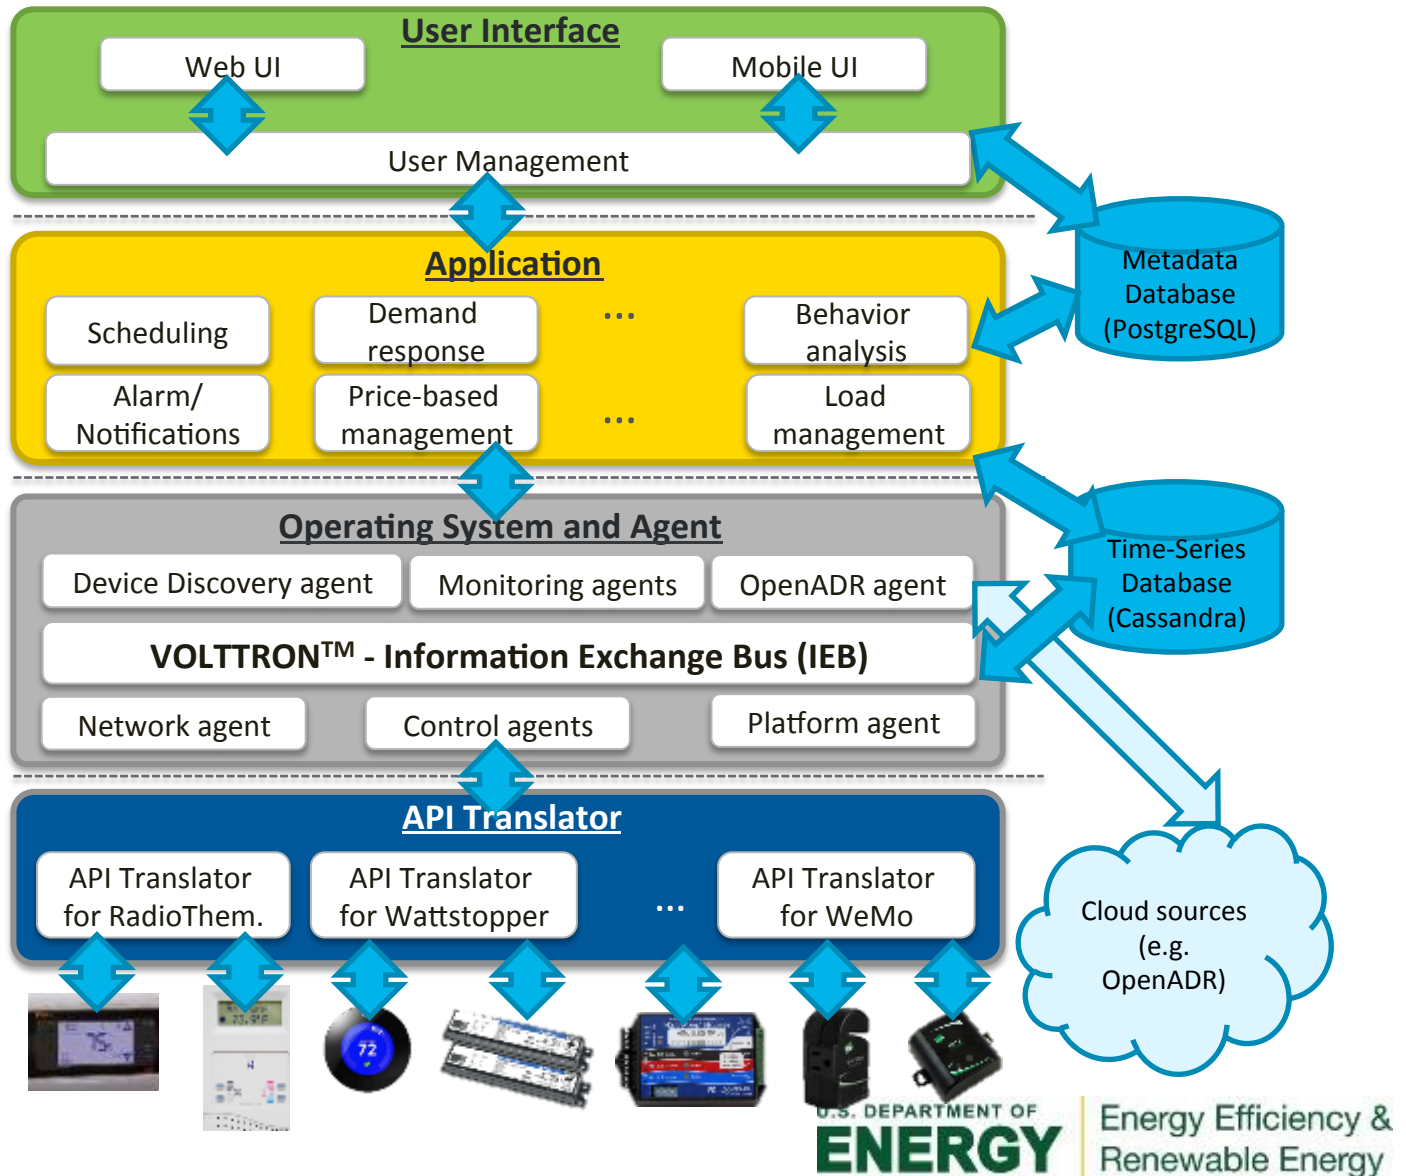 User Interface
Web UI
Mobile UI
User Management
Application
Scheduling
Demand
response
...
Behavior
analysis
Alarm/
Notifications
Price-based
management
...
Load
management
Metadata
Database
(PostgreSQL)
Operating System and Agent
Device Discovery agent
Monitoring agents
OpenADR agent
VOLTTRON™ - Information Exchange Bus (IEB)
Network agent
Control agents
Platform agent
Time-Series
Database
(Cassandra)
API Translator
API Translator
for RadioThem.
API Translator
for Wattstopper
...
API Translator
for WeMo
Cloud sources
(e.g.
OpenADR)
75
73.9°F
72
U.S. DEPARTMENT OF
ENERGY
Energy Efficiency &
Renewable Energy